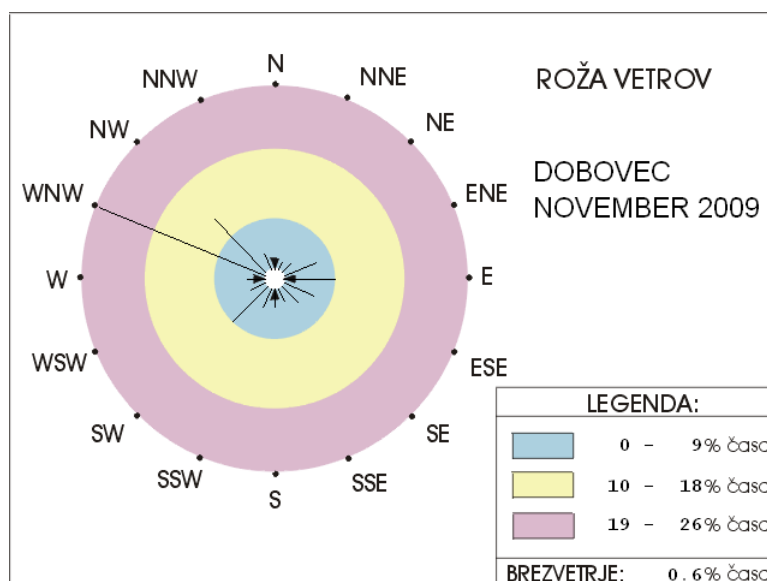 ROŽA VETROV
DOBOVEC
NOVEMBER 2009
N
NNE
NE
ENE
E
ESE
SE
SSE
S
SSW
SW
WSW
W
WNW
NW
NNW
LEGENDA:
0 - 9% časa
10 - 18% časa
19 - 26% časa
BREZVETRJE: 0.6% časa